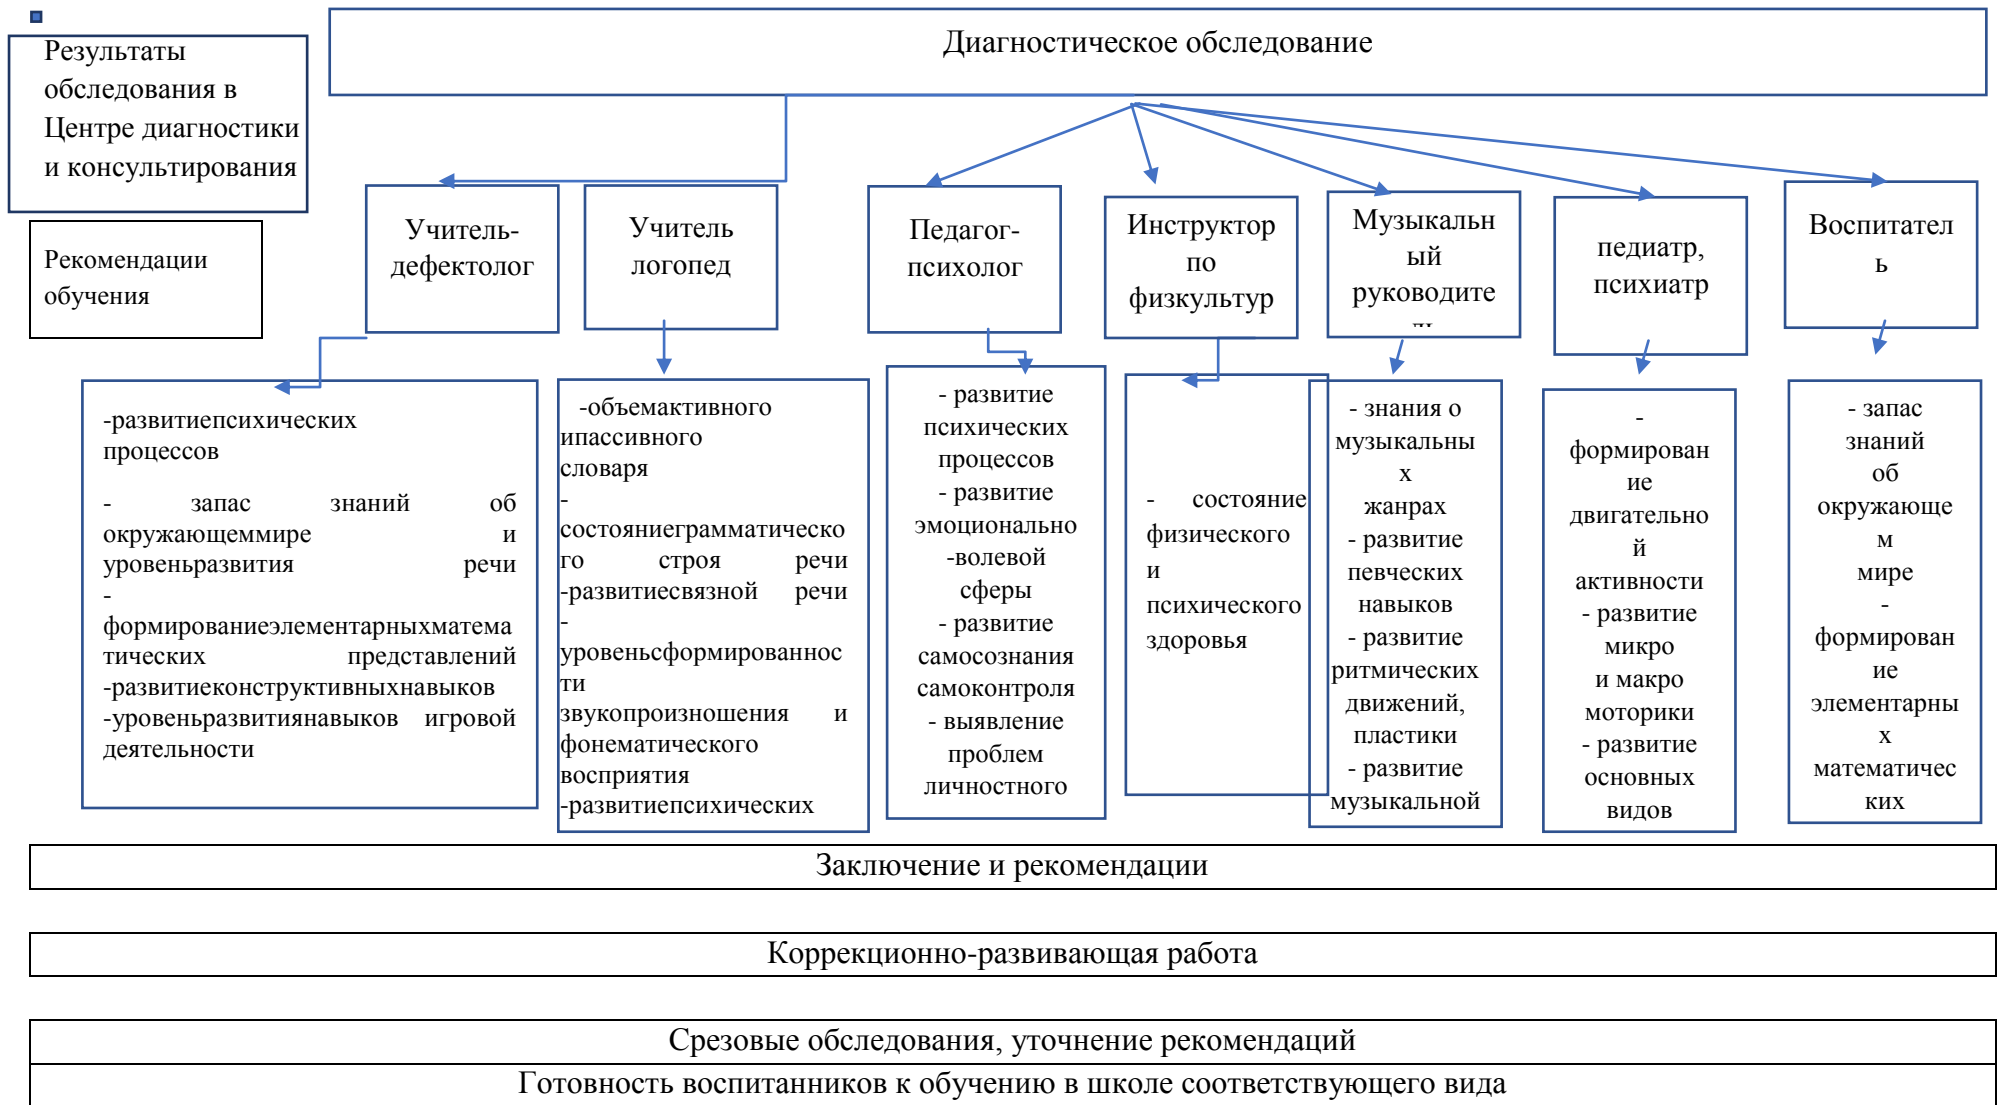 Результаты
обследования в
Центре диагностики
и консультирования
Диагностическое обследование
Рекомендации
обучения
Учитель-
дефектолог
Учитель
логопед
Педагог-
психолог
Инструктор
по
физкультур
Музыкальн
ый
руководите
педиатр,
психиатр
Воспитател
ь
-развитиепсихических
процессов
- запас знаний об
окружающеммире и
уровеньразвития речи
-
формированиеэлементарныхматема
тических представлений
-развитиеконструктивныхнавыков
-уровеньразвитиянавыков игровой
деятельности
-объемактивного
ипассивного
словаря
-
состояниеграмматическо
го строя речи
-развитиесвязной речи
-
уровеньсформированнос
ти
звукопроизношения и
фонематического
восприятия
-развитиепсихических
- развитие
психических
процессов
- развитие
эмоционально
-волевой
сферы
- развитие
самосознания
самоконтроля
- выявление
проблем
личностного
- состояние
физического
и
психического
здоровья
- знания о
музыкальны
х
жанрах
- развитие
певческих
навыков
- развитие
ритмических
движений,
пластики
- развитие
музыкальной
-
формирован
ие
двигательно
й
активности
- развитие
микро
и макро
моторики
- развитие
основных
видов
- запас
знаний
об
окружающе
м
мире
-
формирован
ие
элементарны
х
математичес
ких
Заключение и рекомендации
Коррекционно-развивающая работа
Срезовые обследования, уточнение рекомендаций
Готовность воспитанников к обучению в школе соответствующего вида